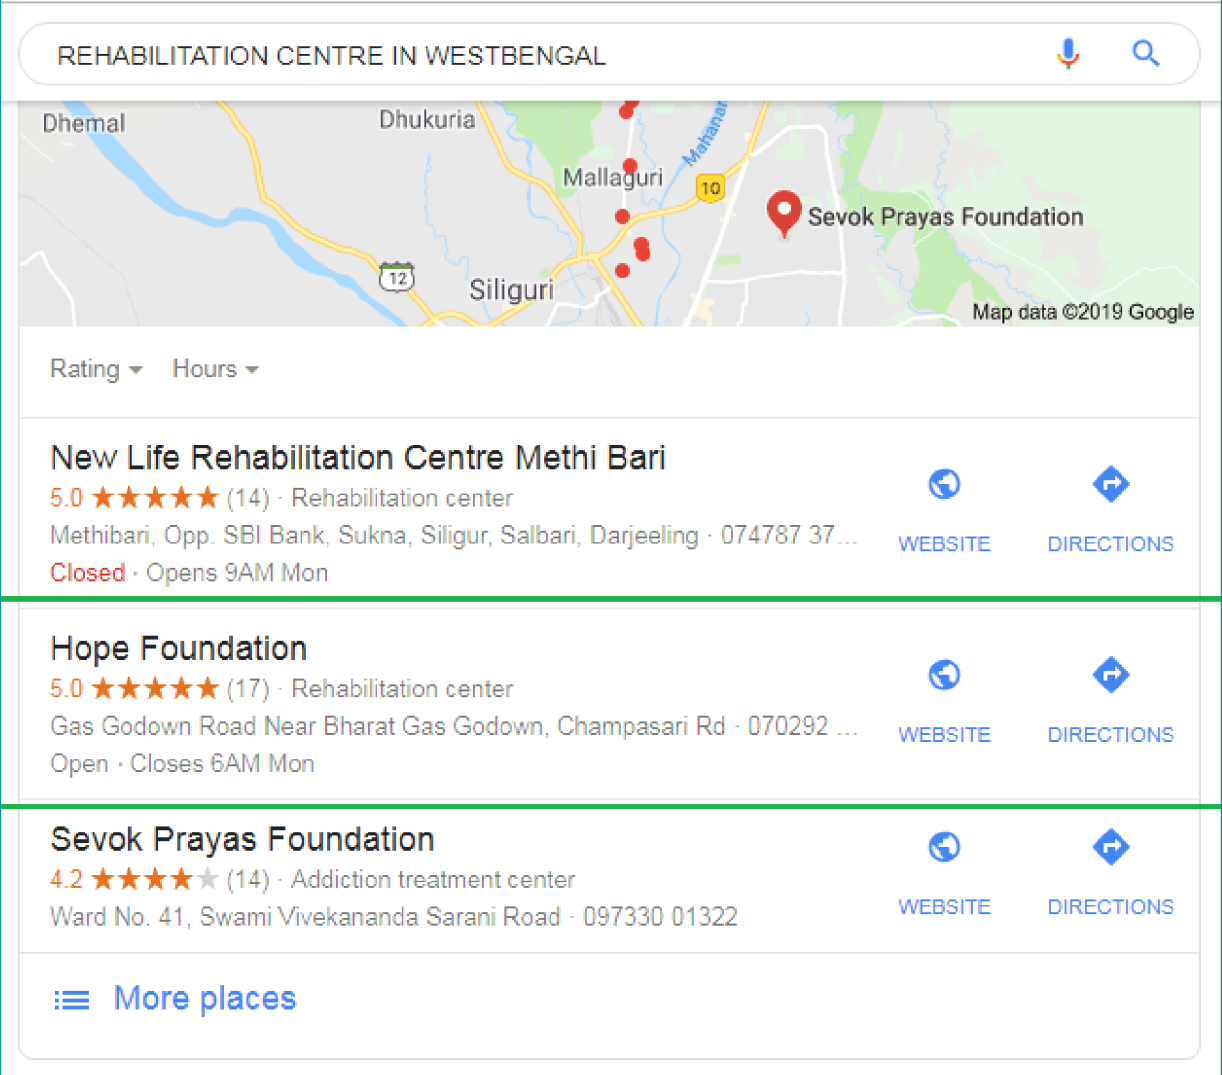 REHABILITATION CENTRE IN WESTBENGAL
Dhemal
Dhukuria
Mahanan
Mallaguri
10
Sevok Prayas Foundation
12
Siliguri
Map data ©2019 Google
Rating
Hours
New Life Rehabilitation Centre Methi Bari
5.0 ★★★★★ (14) · Rehabilitation center
Methibari, Opp. SBI Bank, Sukna, Siligur, Salbari, Darjeeling · 074787 37...
Closed · Opens 9AM Mon
WEBSITE
DIRECTIONS
Hope Foundation
5.0 ★★★★★ (17) · Rehabilitation center
Gas Godown Road Near Bharat Gas Godown, Champasari Rd · 070292 ...
Open · Closes 6AM Mon
WEBSITE
DIRECTIONS
Sevok Prayas Foundation
4.2 ★★★★★ (14) · Addiction treatment center
Ward No. 41, Swami Vivekananda Sarani Road · 097330 01322
WEBSITE
DIRECTIONS
More places